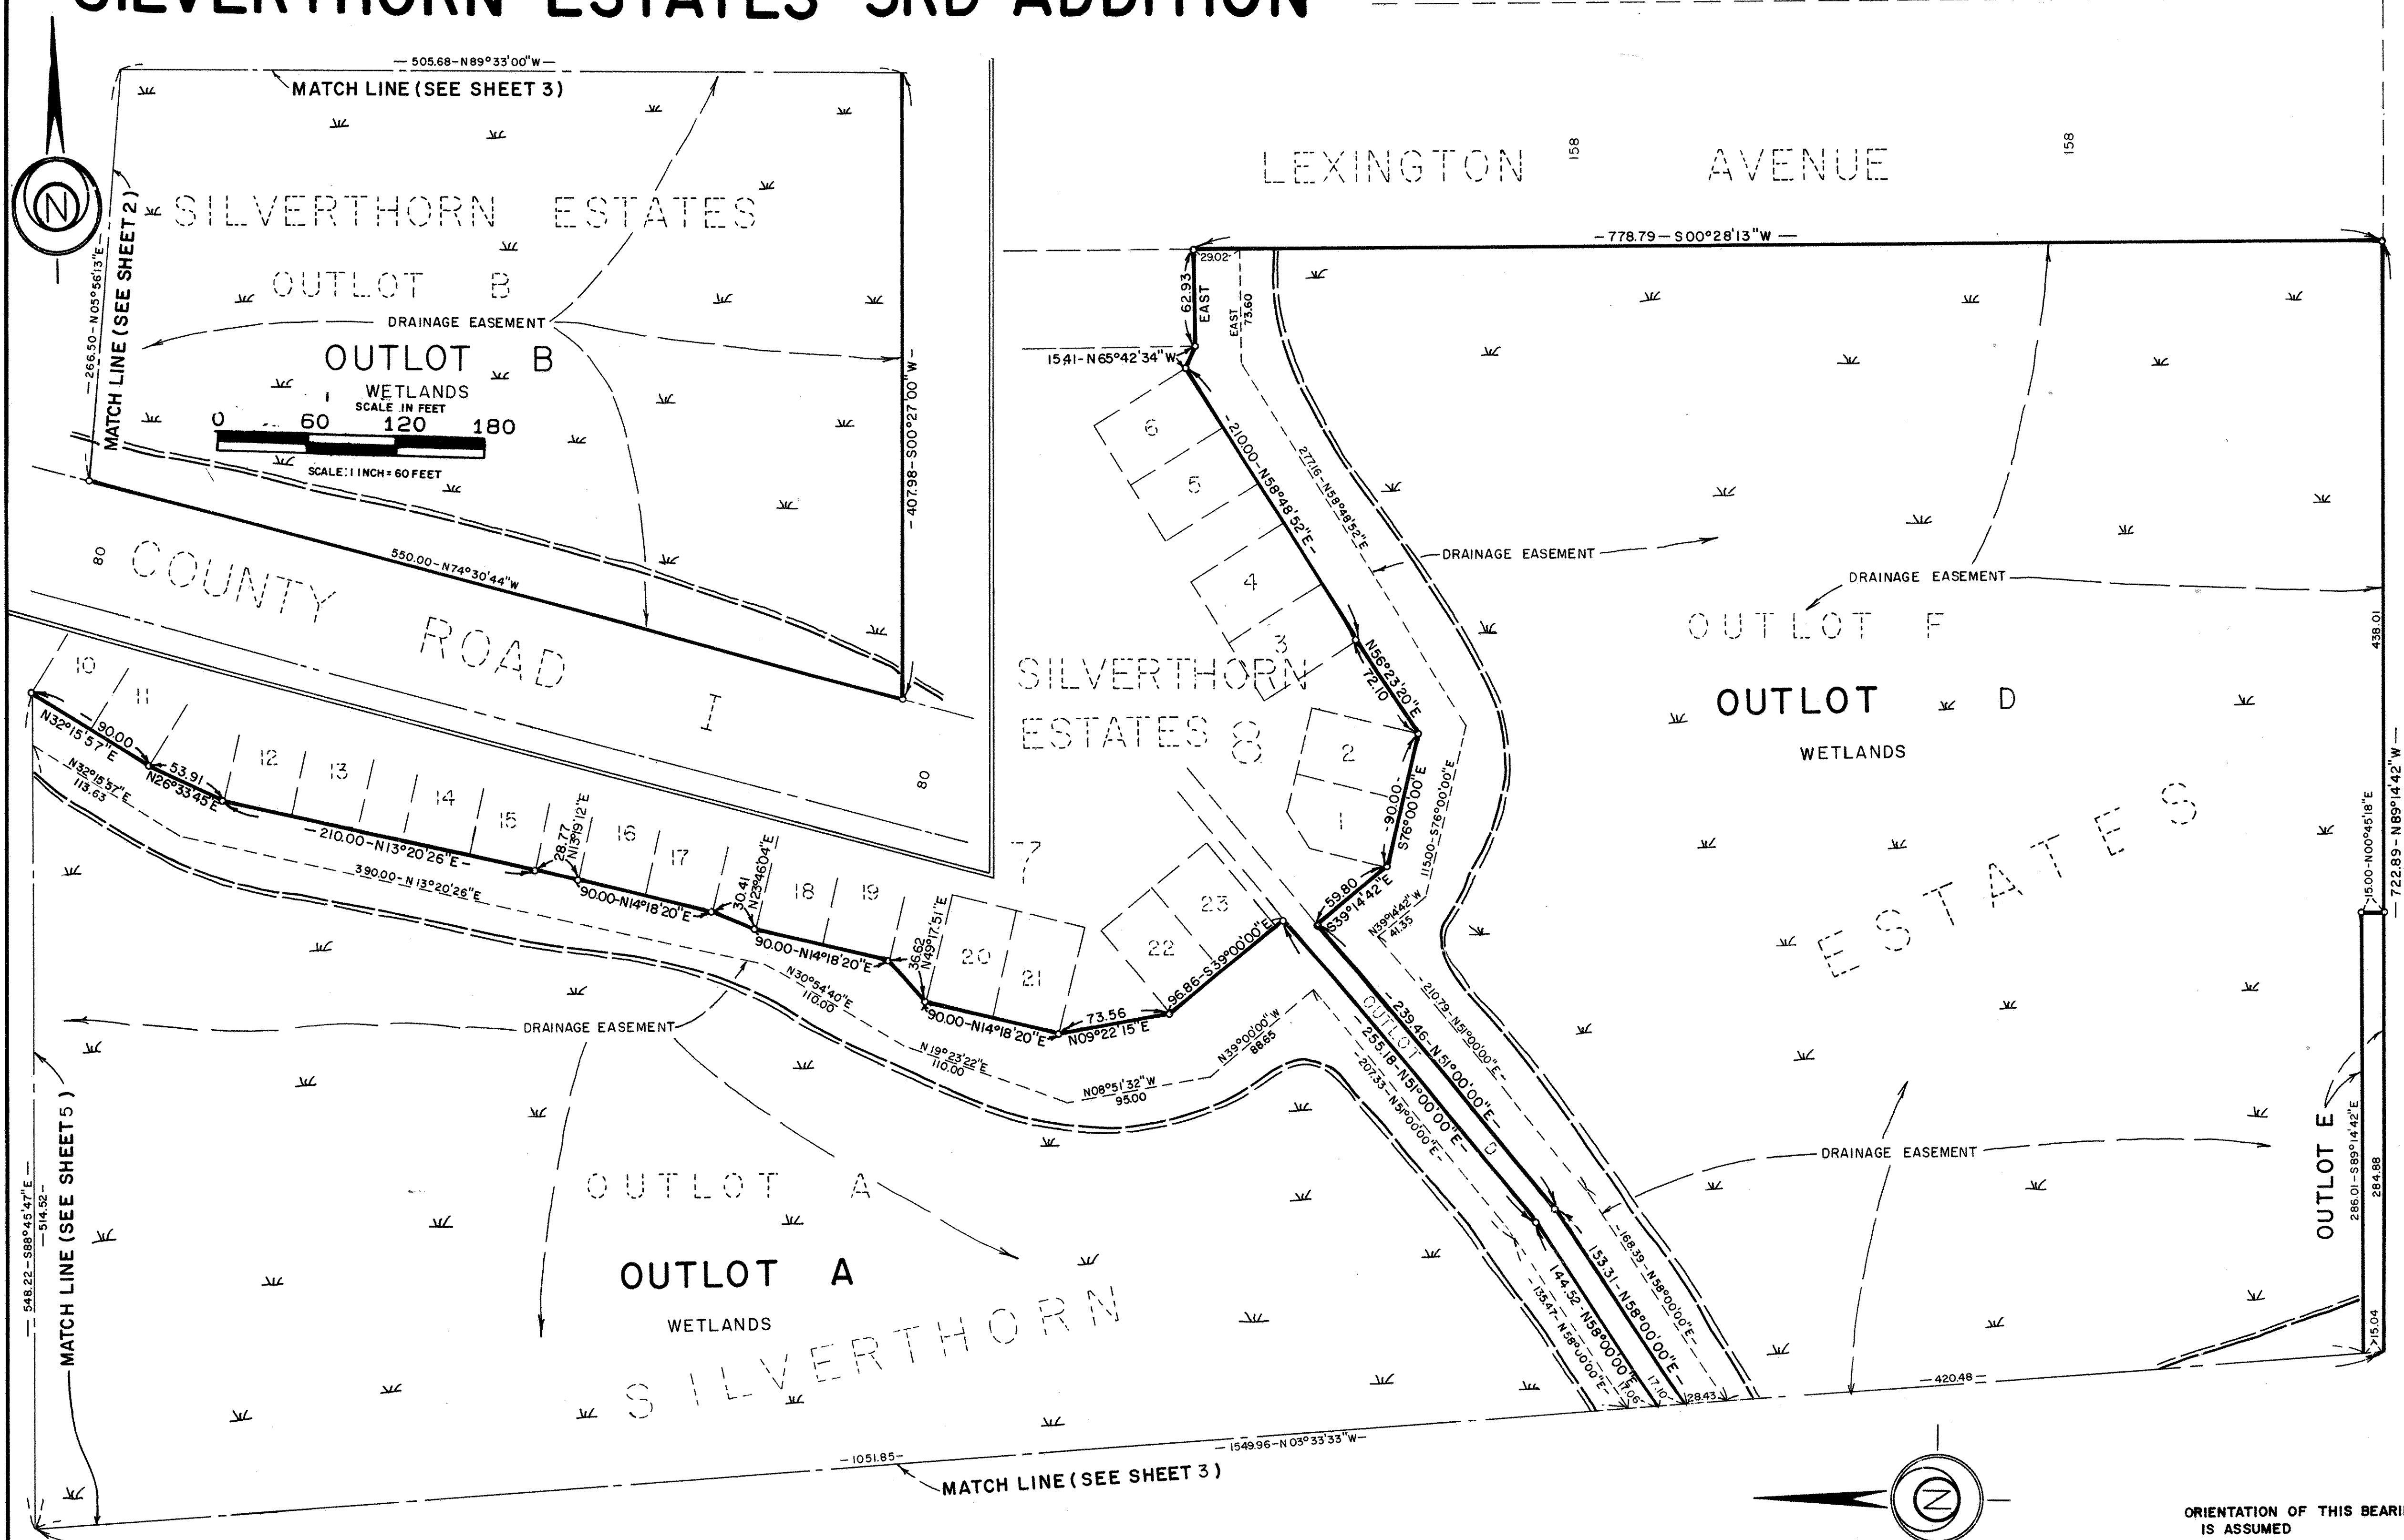 SILVERTHORN ESTATES 3RD ADDITION
505.68-N89°33'00"W
MATCH LINE (SEE SHEET 3)
N
SILVERTHORN ESTATES
OUTLOT B
DRAINAGE EASEMENT
OUTLOT B
WETLANDS
SCALE IN FEET
0 60 120 180
SCALE: 1 INCH = 60 FEET
266.50-N05°56'13"E
MATCH LINE (SEE SHEET 2)
407.98-S00°27'00"W
550.00-N74°30'44"W
80
COUNTY ROAD I
80
LEXINGTON AVENUE
158
158
778.79-S00°28'13"W
29.02
62.93
EAST
EAST
73.60
15.41-N65°42'34"W
6
5
4
3
2
1
210.00-N58°48'52"E
277.16-N58°48'52"E
N56°23'20"E
72.10
90.00
S76°00'00"E
115.00-S76°00'00"E
59.80
S39°14'42"E
N39°14'42"W
41.35
DRAINAGE EASEMENT
DRAINAGE EASEMENT
OUTLOT F
OUTLOT D
WETLANDS
438.01
722.89-N89°14'42"W
15.00-N00°45'18"E
ESTATES
SILVERTHORN
ESTATES 8
7
10
11
12
13
14
15
16
17
18
19
20
21
22
23
90.00
N32°15'57"E
53.91
N26°33'45"E
N32°15'57"E
113.63
210.00-N13°20'26"E
390.00-N13°20'26"E
28.77
N13°19'12"E
90.00-N14°18'20"E
30.41
N23°46'04"E
90.00-N14°18'20"E
36.62
N49°17'51"E
90.00-N14°18'20"E
73.56
N09°22'15"E
96.86-S39°00'00"E
N30°54'40"E
110.00
N19°23'22"E
110.00
N08°51'32"W
95.00
N39°00'00"W
88.65
DRAINAGE EASEMENT
OUTLOT A
OUTLOT A
WETLANDS
SILVERTHORN
548.22-S88°45'47"E
514.52
MATCH LINE (SEE SHEET 5)
OUTLOT D
239.46-N51°00'00"E
255.18-N51°00'00"E
210.79-N51°00'00"E
207.33-N51°00'00"E
153.31-N58°00'00"E
144.52-N58°00'00"E
168.39-N58°00'00"E
135.47-N58°00'00"E
17.06
17.10
28.43
DRAINAGE EASEMENT
OUTLOT E
286.01-S89°14'42"E
284.88
15.04
420.48
1549.96-N03°33'33"W
1051.85
MATCH LINE (SEE SHEET 3)
N
ORIENTATION OF THIS
IS ASSUMED